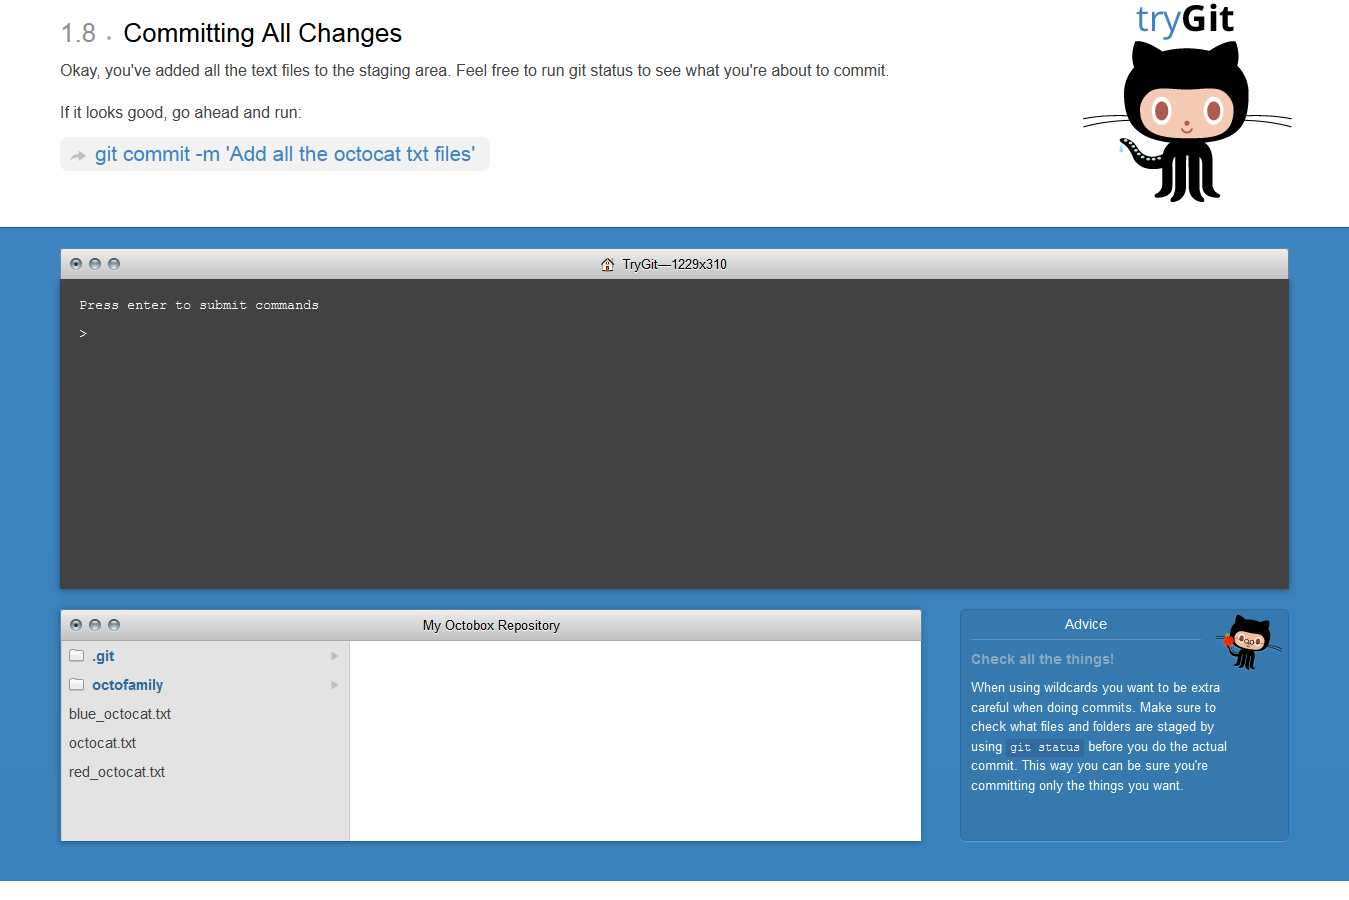 1.8 · Committing All Changes
tryGit
Okay, you've added all the text files to the staging area. Feel free to run git status to see what you're about to commit.
If it looks good, go ahead and run:
git commit -m 'Add all the octocat txt files'
TryGit—1229x310
Press enter to submit commands
>
My Octobox Repository
.git
octofamily
blue_octocat.txt
octocat.txt
red_octocat.txt
Advice
Check all the things!
When using wildcards you want to be extra
careful when doing commits. Make sure to
check what files and folders are staged by
using git status before you do the actual
commit. This way you can be sure you're
committing only the things you want.